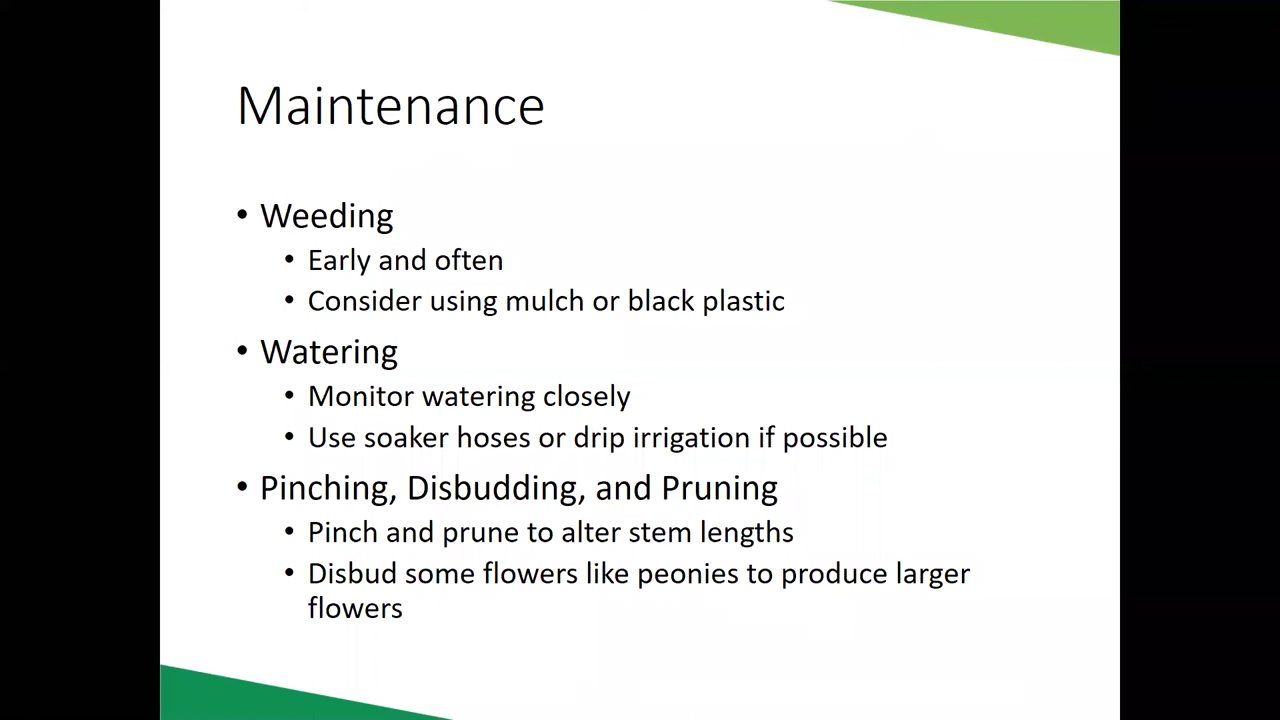 Maintenance
• Weeding
• Early and often
• Consider using mulch or black plastic
• Watering
• Monitor watering closely
• Use soaker hoses or drip irrigation if possible
• Pinching, Disbudding, and Pruning
• Pinch and prune to alter stem lengths
• Disbud some flowers like peonies to produce larger
flowers